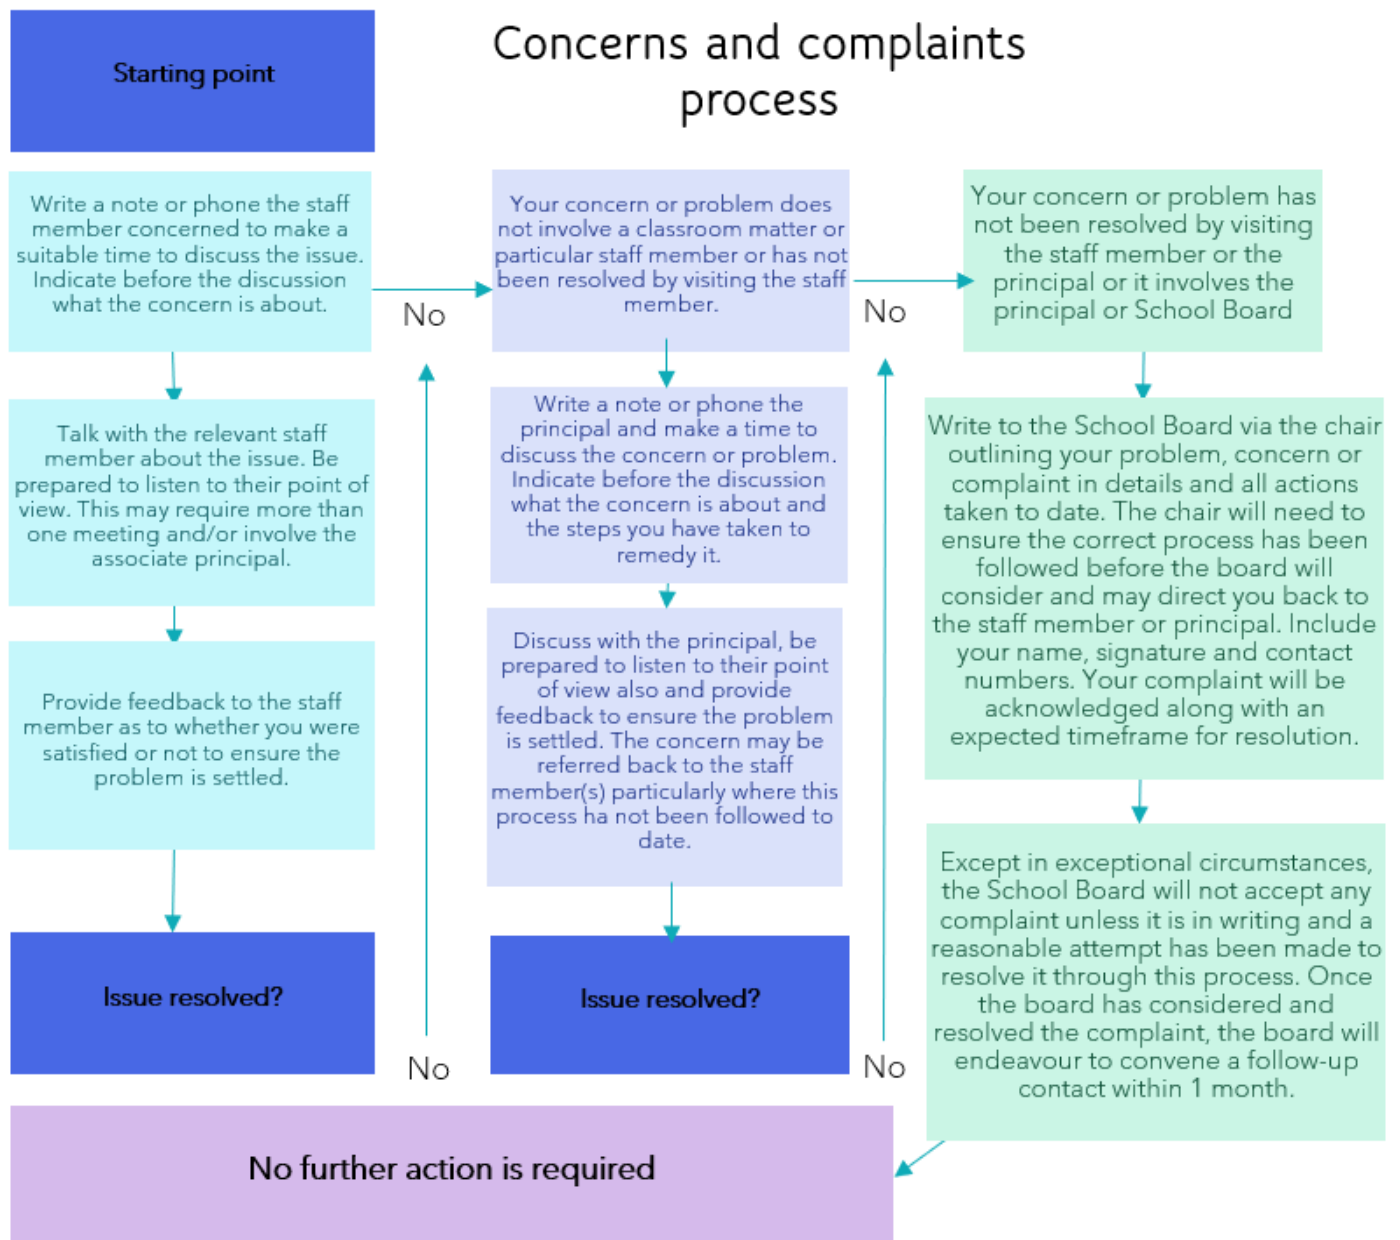 Starting point
Concerns and complaints
process
Write a note or phone the staff
member concerned to make a
suitable time to discuss the issue.
Indicate before the discussion
what the concern is about.
No
Talk with the relevant staff
member about the issue. Be
prepared to listen to their point of
view. This may require more than
one meeting and/or involve the
associate principal.
Provide feedback to the staff
member as to whether you were
satisfied or not to ensure the
problem is settled.
Issue resolved?
No
Your concern or problem does
not involve a classroom matter or
particular staff member or has not
been resolved by visiting the staff
member.
No
Write a note or phone the
principal and make a time to
discuss the concern or problem.
Indicate before the discussion
what the concern is about and
the steps you have taken to
remedy it.
Discuss with the principal, be
prepared to listen to their point
of view also and provide
feedback to ensure the problem
is settled. The concern may be
referred back to the staff
member(s) particularly where this
process ha not been followed to
date.
Issue resolved?
No
Your concern or problem has
not been resolved by visiting
the staff member or the
principal or it involves the
principal or School Board
Write to the School Board via the chair
outlining your problem, concern or
complaint in details and all actions
taken to date. The chair will need to
ensure the correct process has been
followed before the board will
consider and may direct you back to
the staff member or principal. Include
your name, signature and contact
numbers. Your complaint will be
acknowledged along with an
expected timeframe for resolution.
Except in exceptional circumstances,
the School Board will not accept any
complaint unless it is in writing and a
reasonable attempt has been made to
resolve it through this process. Once
the board has considered and
resolved the complaint, the board will
endeavour to convene a follow-up
contact within 1 month.
No further action is required